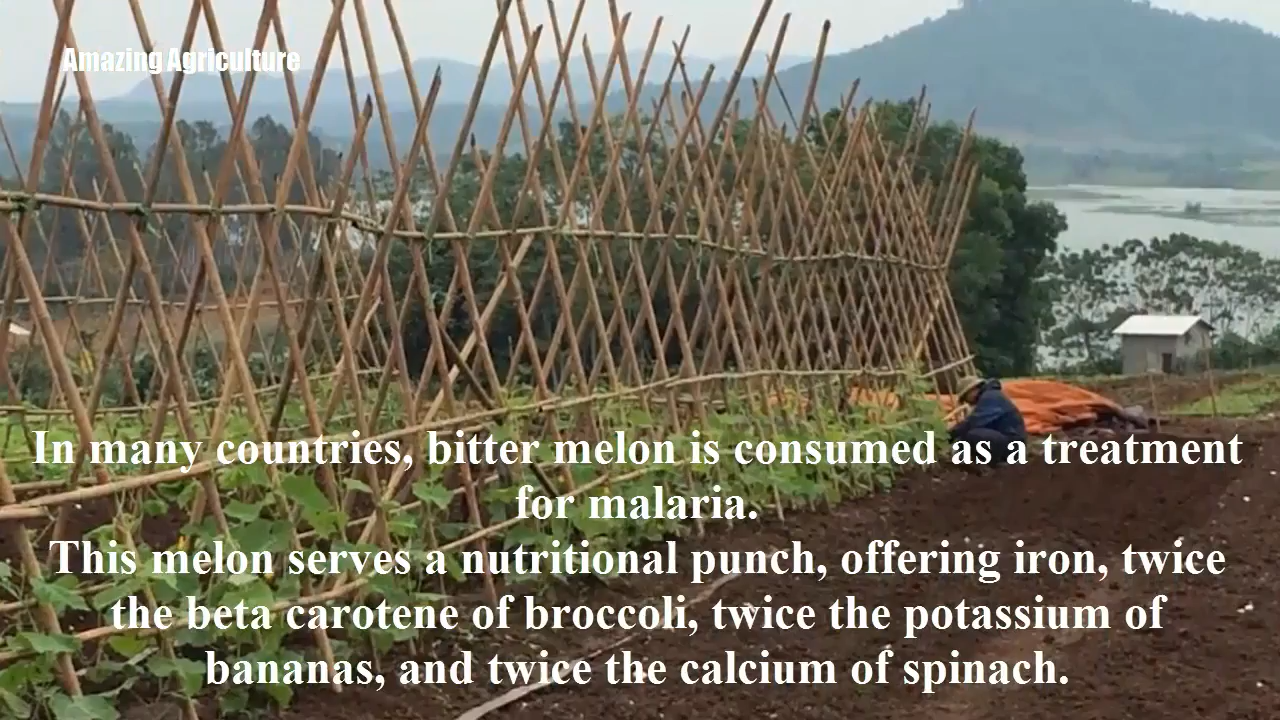 Amazing Agriculture
In many countries, bitter melon is consumed as a treatment
for malaria.
This melon serves a nutritional punch, offering iron, twice
the beta carotene of broccoli, twice the potassium of
bananas, and twice the calcium of spinach.